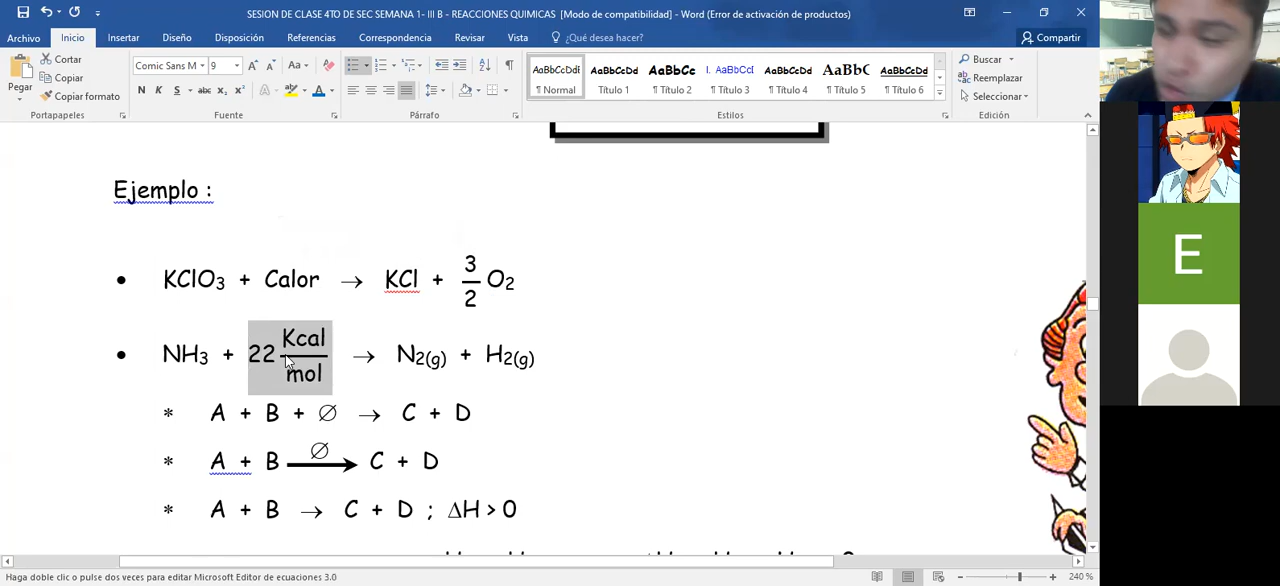 SESION DE CLASE 4TO DE SEC SEMANA 1- III B - REACCIONES QUIMICAS [Modo de compatibilidad] - Word (Error de activación de productos)
Archivo Inicio Insertar Diseño Disposición Referencias Correspondencia Revisar Vista ¿Qué desea hacer? Compartir
Pegar
Cortar
Copiar
Copiar formato
Portapapeles
Comic Sans M 9 A A Aa
N K S abc x₂ x² A A
Fuente
Párrafo
AaBbCcDdE AaBbCcDd AaBbCc I. AaBbCcI AaBbCcDd AaBbC AaBbCcDd
¶ Normal Título 1 ¶ Título 2 ¶ Título 3 Título 4 Título 5 ¶ Título 6
Estilos
Buscar
Reemplazar
Seleccionar
Edición
Ejemplo :
• KClO₃ + Calor → KCl + 3/2 O₂
• NH₃ + 22 Kcal/mol → N₂(g) + H₂(g)
* A + B + ∅ → C + D
* A + B ∅→ C + D
* A + B → C + D ; ΔH > 0
E
Haga doble clic o pulse dos veces para editar Microsoft Editor de ecuaciones 3.0
240 %